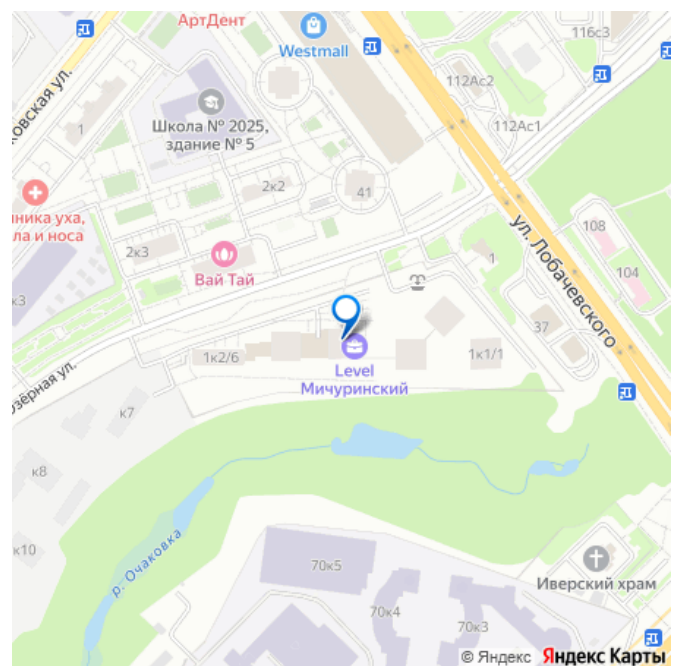 АртДент
Westmall
116с3
112Ас2
112Ас1
ковская ул.
1
Школа № 2025,
здание № 5
2к2
41
ника уха,
ла и носа
2к3
Вай Тай
к3
1
108
104
ул. Лобачевского
37
1к2/6
Level
Мичуринский
1к1/1
зёрная ул.
к7
к8
к10
р. Очаковка
70к5
70к4
70к3
Иверский храм
© Яндекс Яндекс Карты